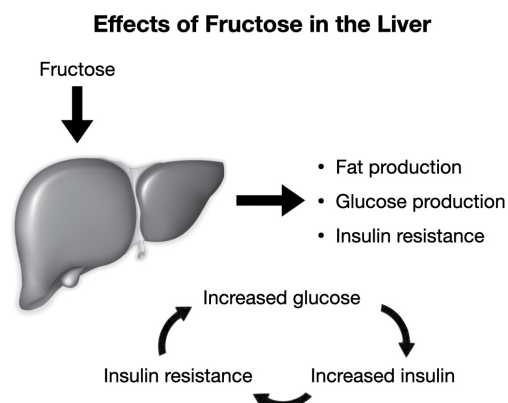 Effects of Fructose in the Liver
Fructose
• Fat production
• Glucose production
• Insulin resistance
Increased glucose
Insulin resistance
Increased insulin